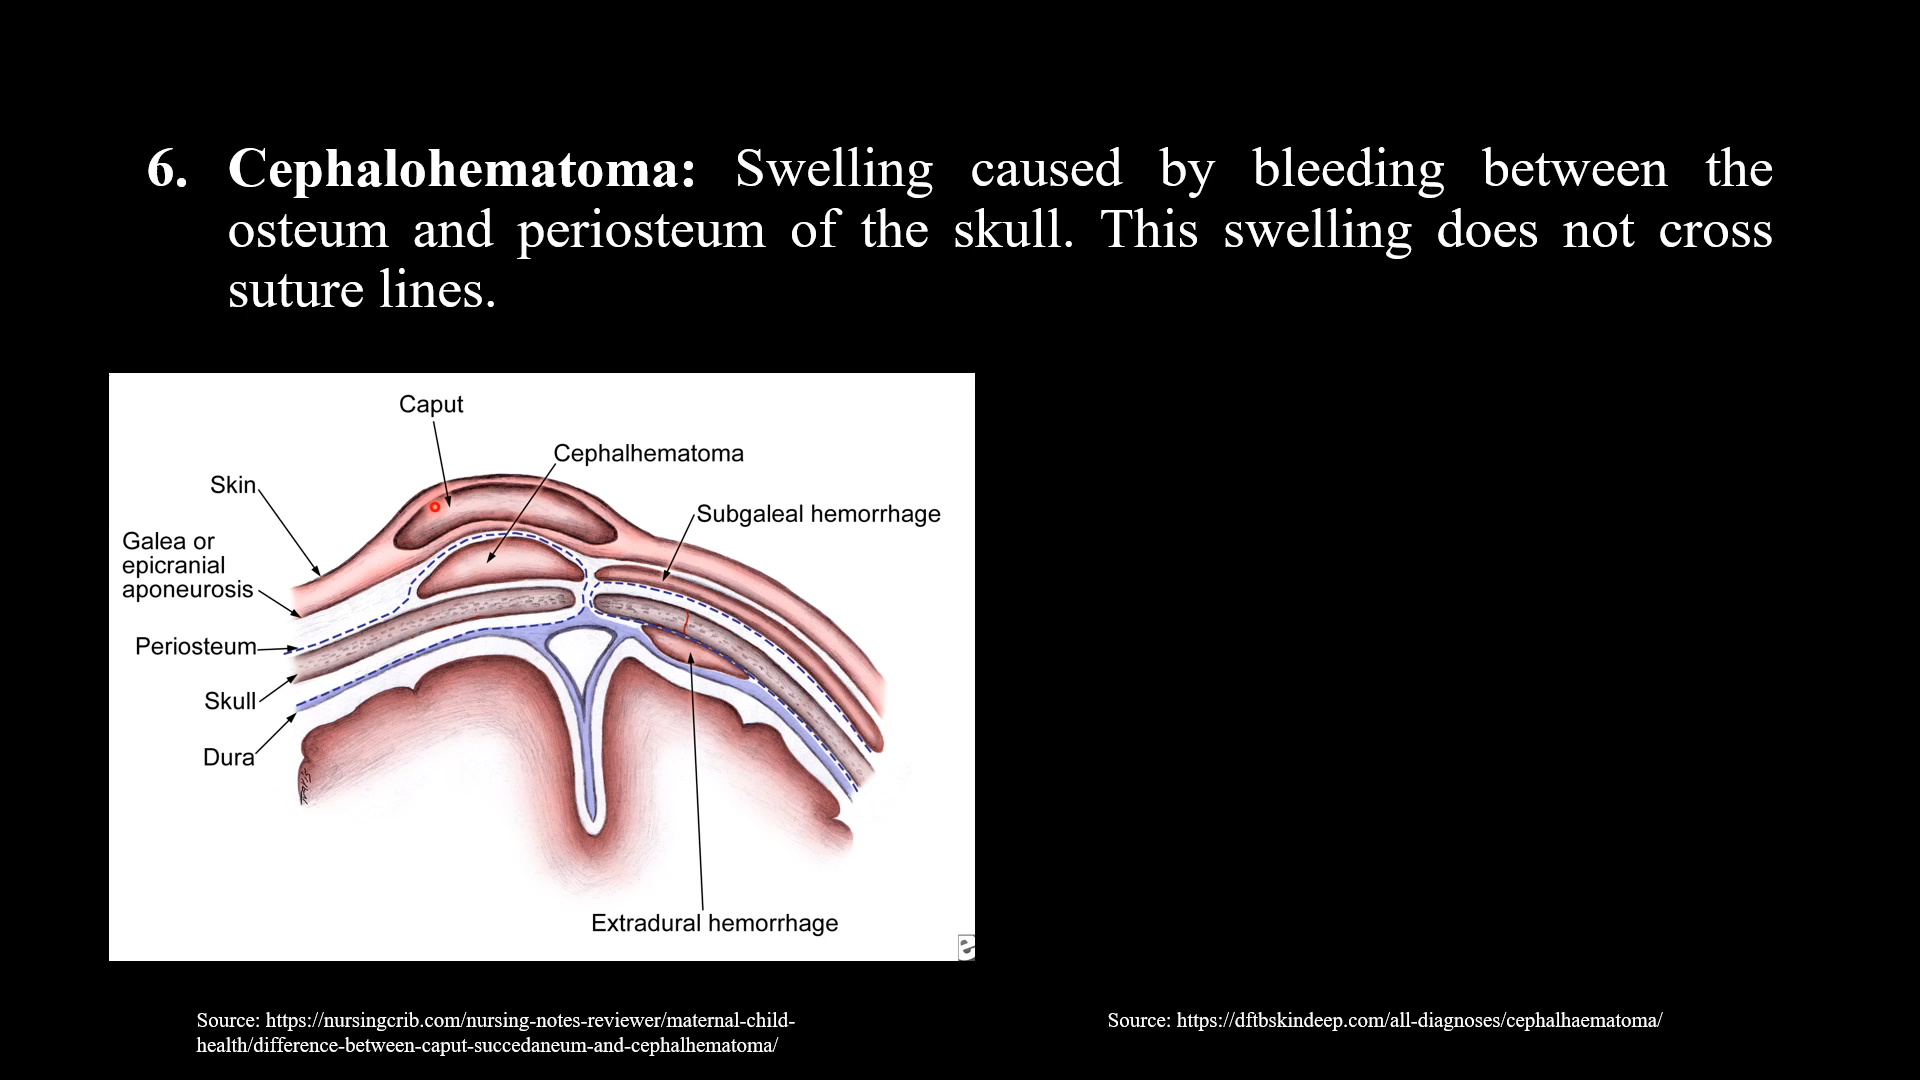 6. Cephalohematoma: Swelling caused by bleeding between the
osteum and periosteum of the skull. This swelling does not cross
suture lines.
Caput
Cephalhematoma
Skin
Subgaleal hemorrhage
Galea or
epicranial
aponeurosis
Periosteum
Skull
Dura
Extradural hemorrhage
Source: https://nursingcrib.com/nursing-notes-reviewer/maternal-child-
health/difference-between-caput-succedaneum-and-cephalhematoma/
Source: https://dftbskindeep.com/all-diagnoses/cephalhaematoma/